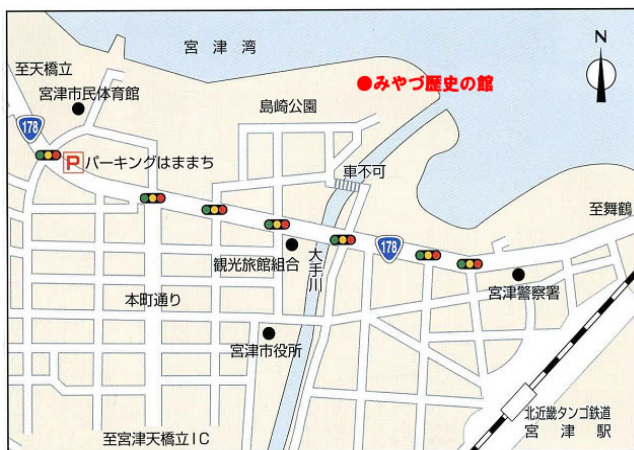 宮津湾
N
至天橋立
●みやづ歴史の館
宮津市民体育館
島崎公園
178
P パーキングはままち
車不可
至舞鶴
178
観光旅館組合
大手川
宮津警察署
本町通り
宮津市役所
北近畿タンゴ鉄道
宮津駅
至宮津天橋立IC